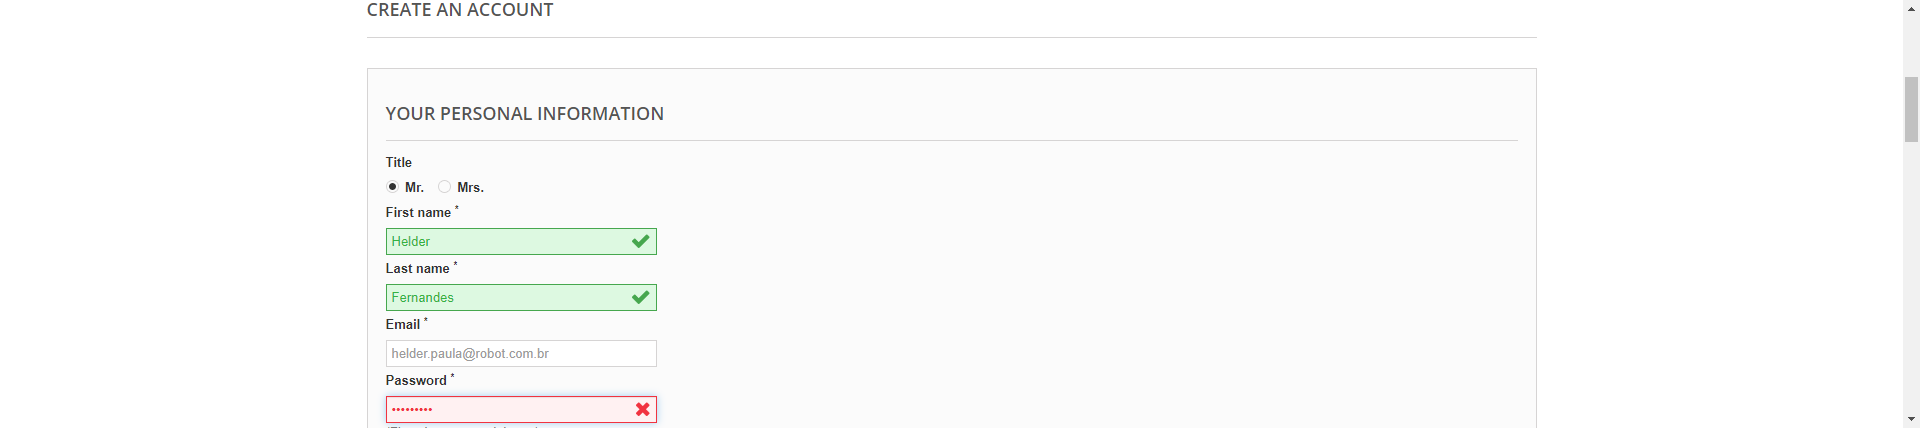 CREATE AN ACCOUNT
YOUR PERSONAL INFORMATION
Title
Mr. Mrs.
First name *
Helder
Last name *
Fernandes
Email *
helder.paula@robot.com.br
Password *
•••••••••